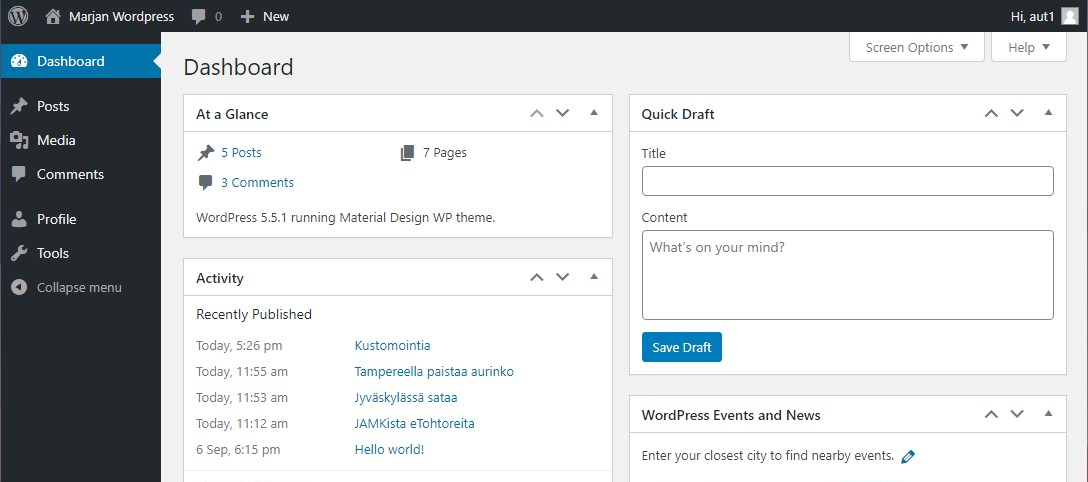 Marjan Wordpress 0 New Hi, aut1
Dashboard
Posts
Media
Comments
Profile
Tools
Collapse menu
Screen Options Help
Dashboard
At a Glance
5 Posts 7 Pages
3 Comments
WordPress 5.5.1 running Material Design WP theme.
Activity
Recently Published
Today, 5:26 pm Kustomointia
Today, 11:55 am Tampereella paistaa aurinko
Today, 11:53 am Jyväskylässä sataa
Today, 11:12 am JAMKista eTohtoreita
6 Sep, 6:15 pm Hello world!
Quick Draft
Title
Content
What's on your mind?
Save Draft
WordPress Events and News
Enter your closest city to find nearby events.